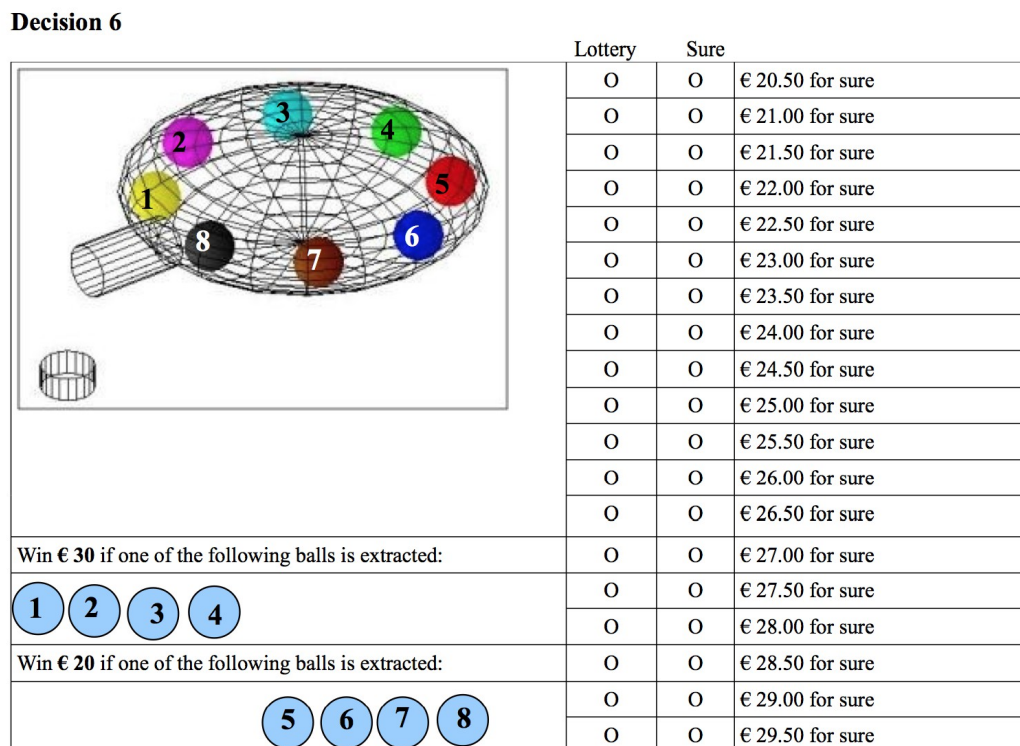 Decision 6
Lottery Sure
3
4
2
5
1
6
8
7
O O € 20.50 for sure
O O € 21.00 for sure
O O € 21.50 for sure
O O € 22.00 for sure
O O € 22.50 for sure
O O € 23.00 for sure
O O € 23.50 for sure
O O € 24.00 for sure
O O € 24.50 for sure
O O € 25.00 for sure
O O € 25.50 for sure
O O € 26.00 for sure
O O € 26.50 for sure
Win € 30 if one of the following balls is extracted: O O € 27.00 for sure
O O € 27.50 for sure
1 2 3 4
O O € 28.00 for sure
Win € 20 if one of the following balls is extracted: O O € 28.50 for sure
O O € 29.00 for sure
5 6 7 8
O O € 29.50 for sure